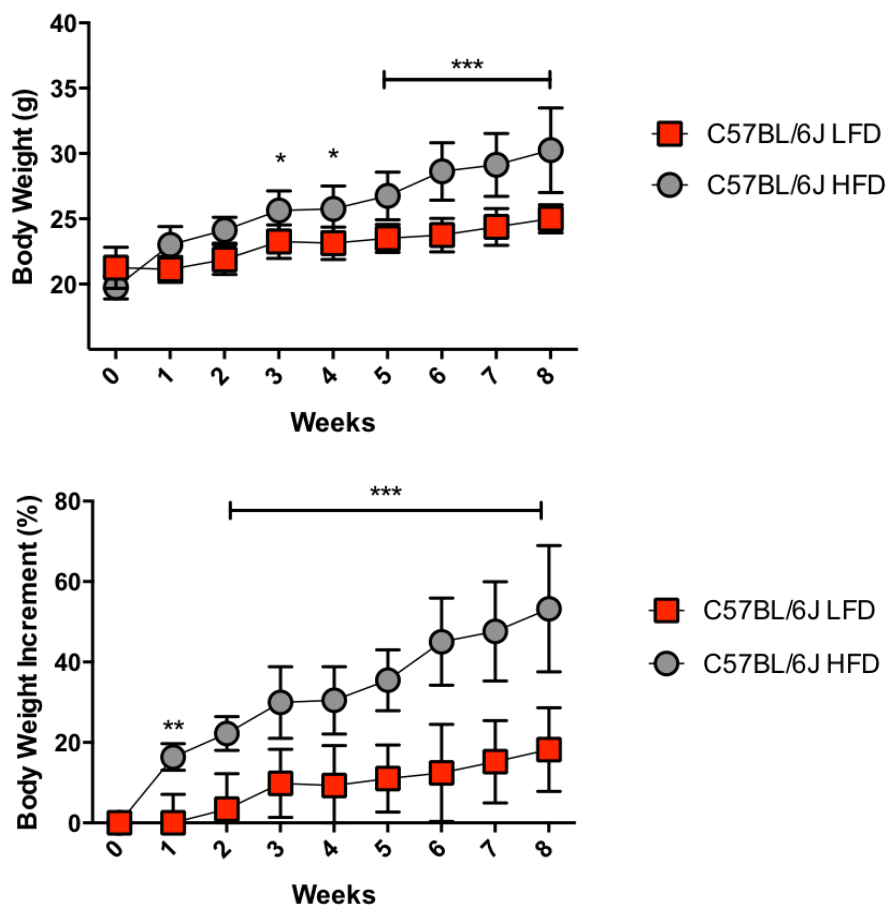 40
35
30
25
20
Body Weight (g)
*
*
***
C57BL/6J LFD
C57BL/6J HFD
0 1 2 3 4 5 6 7 8
Weeks
80
60
40
20
0
Body Weight Increment (%)
**
***
C57BL/6J LFD
C57BL/6J HFD
0 1 2 3 4 5 6 7 8
Weeks